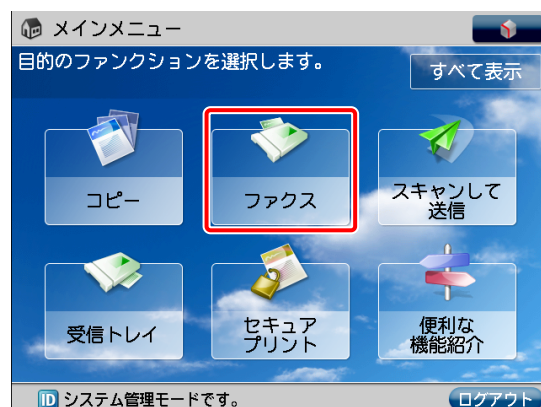 メインメニュー
目的のファンクションを選択します。
すべて表示
コピー
ファクス
スキャンして
送信
受信トレイ
セキュア
プリント
便利な
機能紹介
ID システム管理モードです。
ログアウト